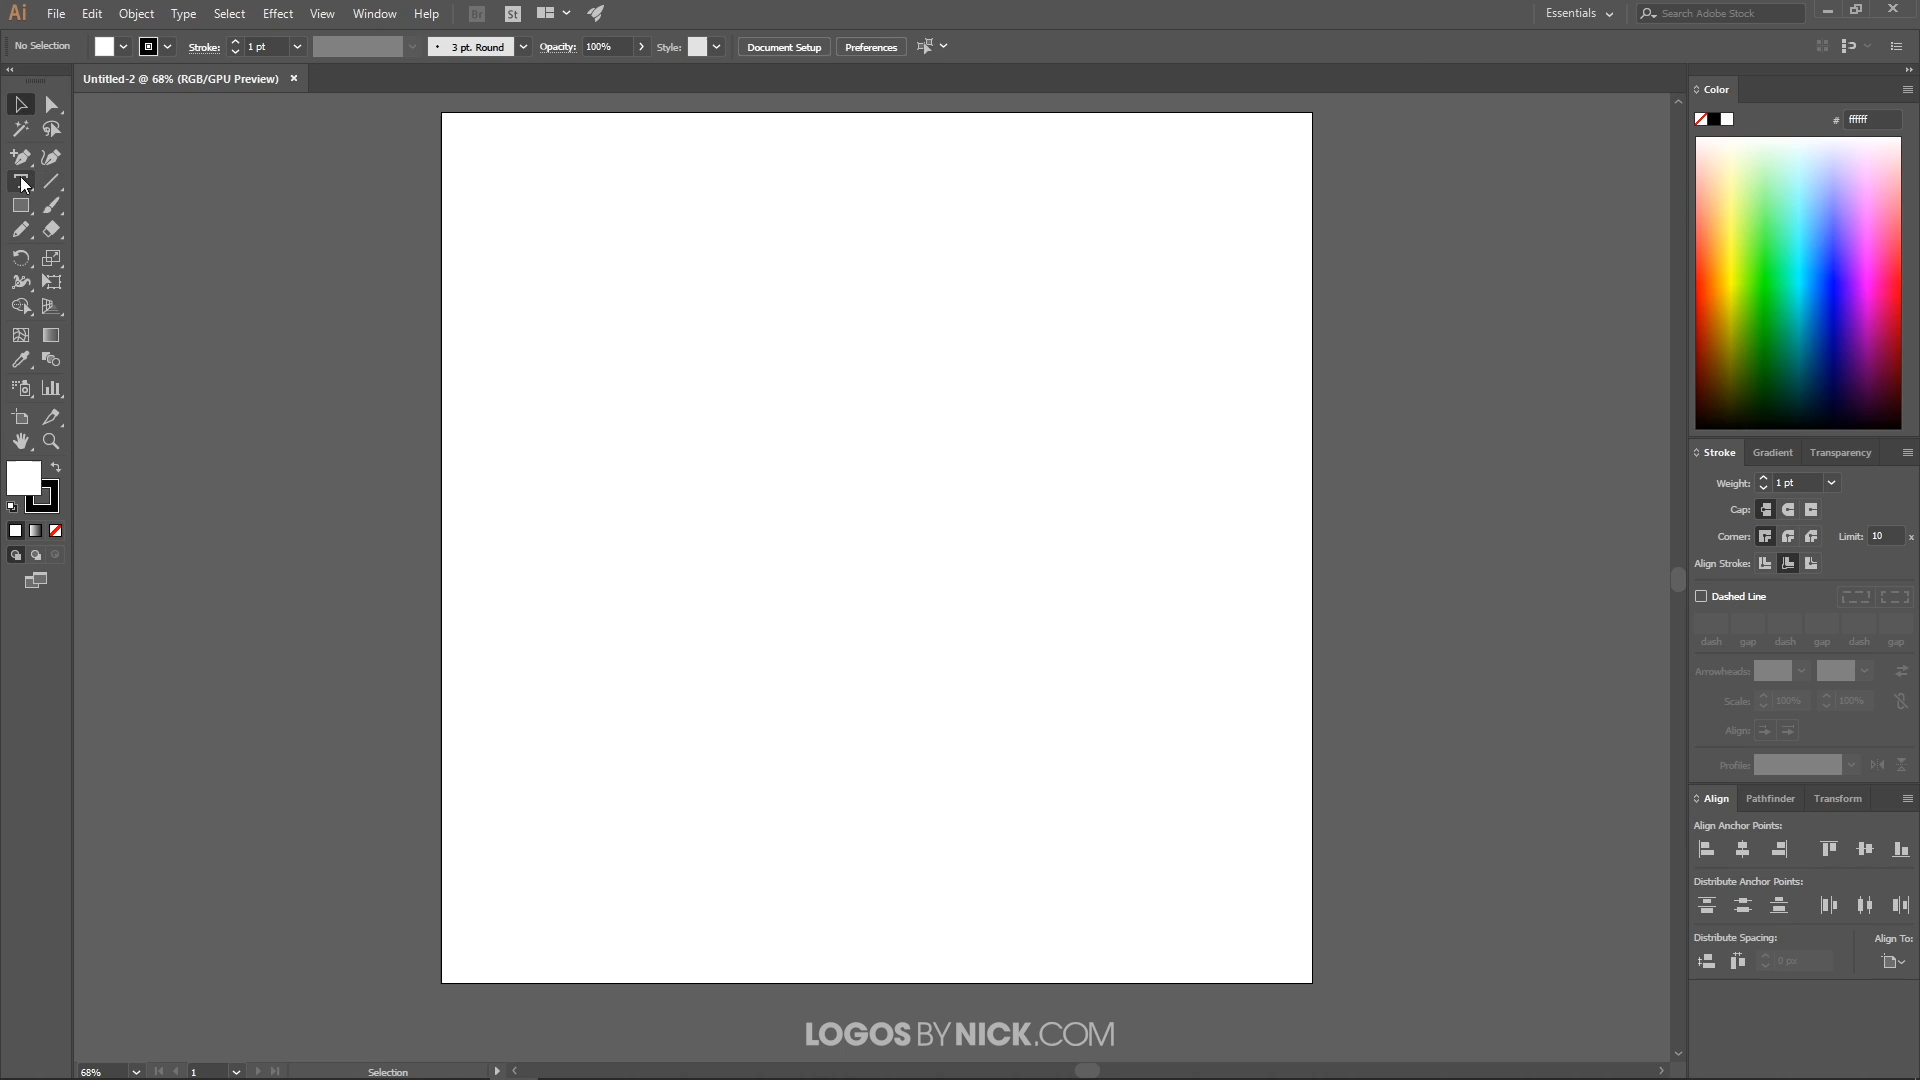 Ai File Edit Object Type Select Effect View Window Help Br St Essentials Search Adobe Stock
No Selection Stroke: 1 pt 3 pt. Round Opacity: 100% Style: Document Setup Preferences
Untitled-2 @ 68% (RGB/GPU Preview)
Color
# ffffff
Stroke Gradient Transparency
Weight: 1 pt
Cap:
Corner: Limit: 10 x
Align Stroke:
Dashed Line
dash gap dash gap dash gap
Arrowheads:
Scale: 100% 100%
Align:
Profile:
Align Pathfinder Transform
Align Anchor Points:
Distribute Anchor Points:
Distribute Spacing: Align To:
0 px
LOGOS BY NICK.COM
68% 1 Selection